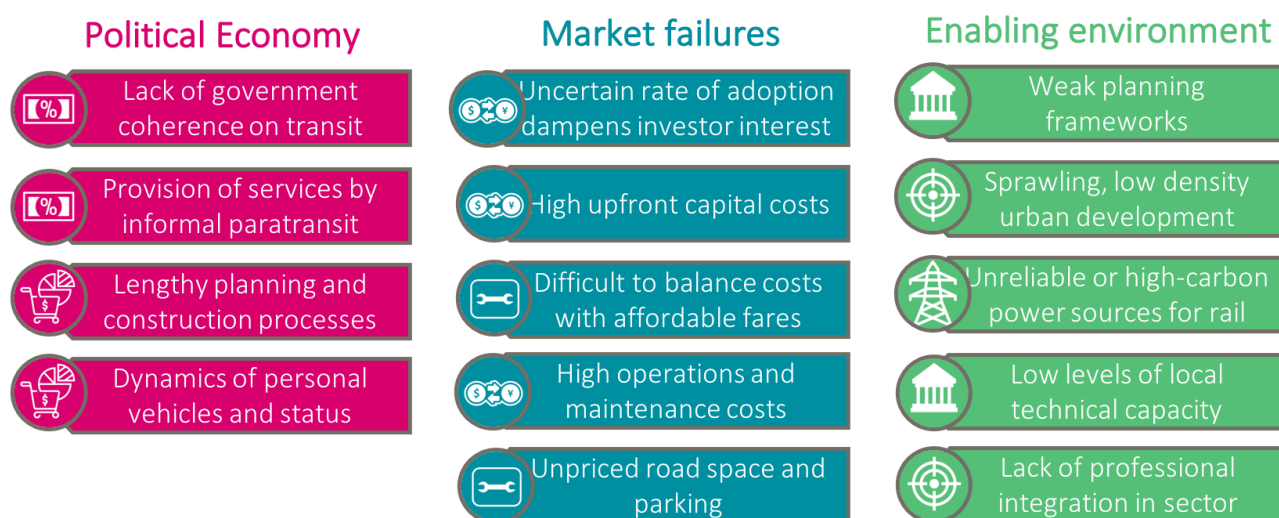 Political Economy
Lack of government
coherence on transit
Provision of services by
informal paratransit
Lengthy planning and
construction processes
Dynamics of personal
vehicles and status
Market failures
Uncertain rate of adoption
dampens investor interest
High upfront capital costs
Difficult to balance costs
with affordable fares
High operations and
maintenance costs
Unpriced road space and
parking
Enabling environment
Weak planning
frameworks
Sprawling, low density
urban development
Unreliable or high-carbon
power sources for rail
Low levels of local
technical capacity
Lack of professional
integration in sector